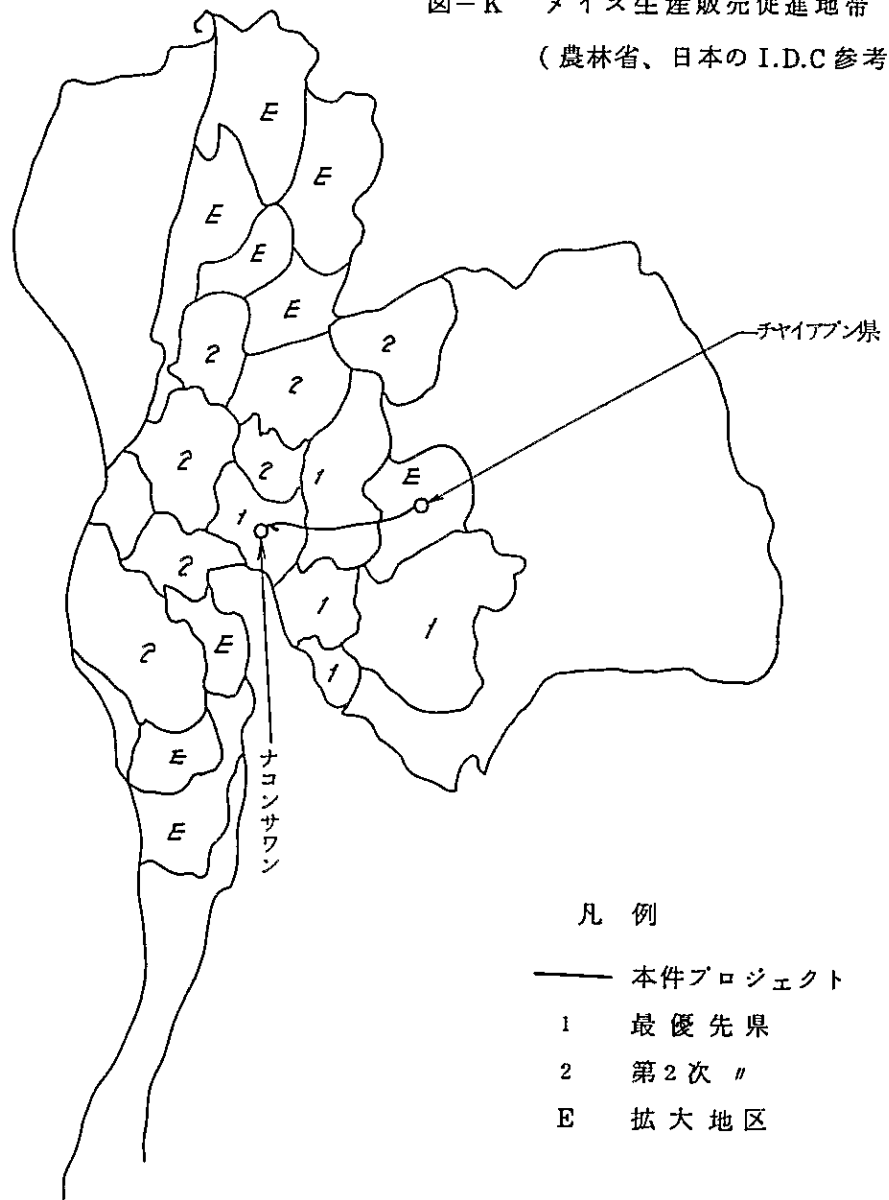 図－K　メイズ生産販売促進地帯
(農林省、日本のI.D.C参考
E
E
E
E
E
2
2
2
チャイアプン県
2
2
1
E
1
2
1
E
1
2
1
E
ナコンサワン
E
凡例
本件プロジェクト
1 最優先県
2 第2次 〃
E 拡大地区